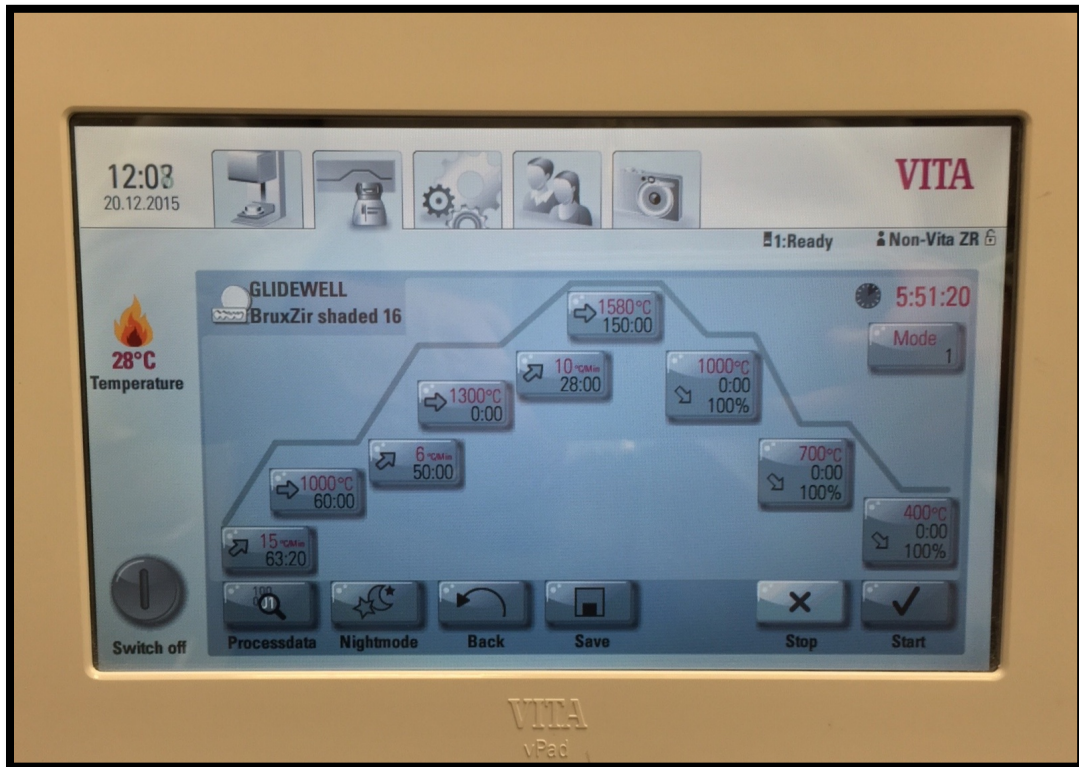 12:03
20.12.2015
VITA
1:Ready
Non-Vita ZR
GLIDEWELL
BruxZir shaded 16
5:51:20
Mode
1
28°C
Temperature
1580°C
150:00
10 °C/Min
28:00
1000°C
0:00
100%
1300°C
0:00
6 °C/Min
50:00
700°C
0:00
100%
1000°C
60:00
400°C
0:00
100%
15 °C/Min
63:20
Switch off
Processdata
Nightmode
Back
Save
Stop
Start
VITA
vPad